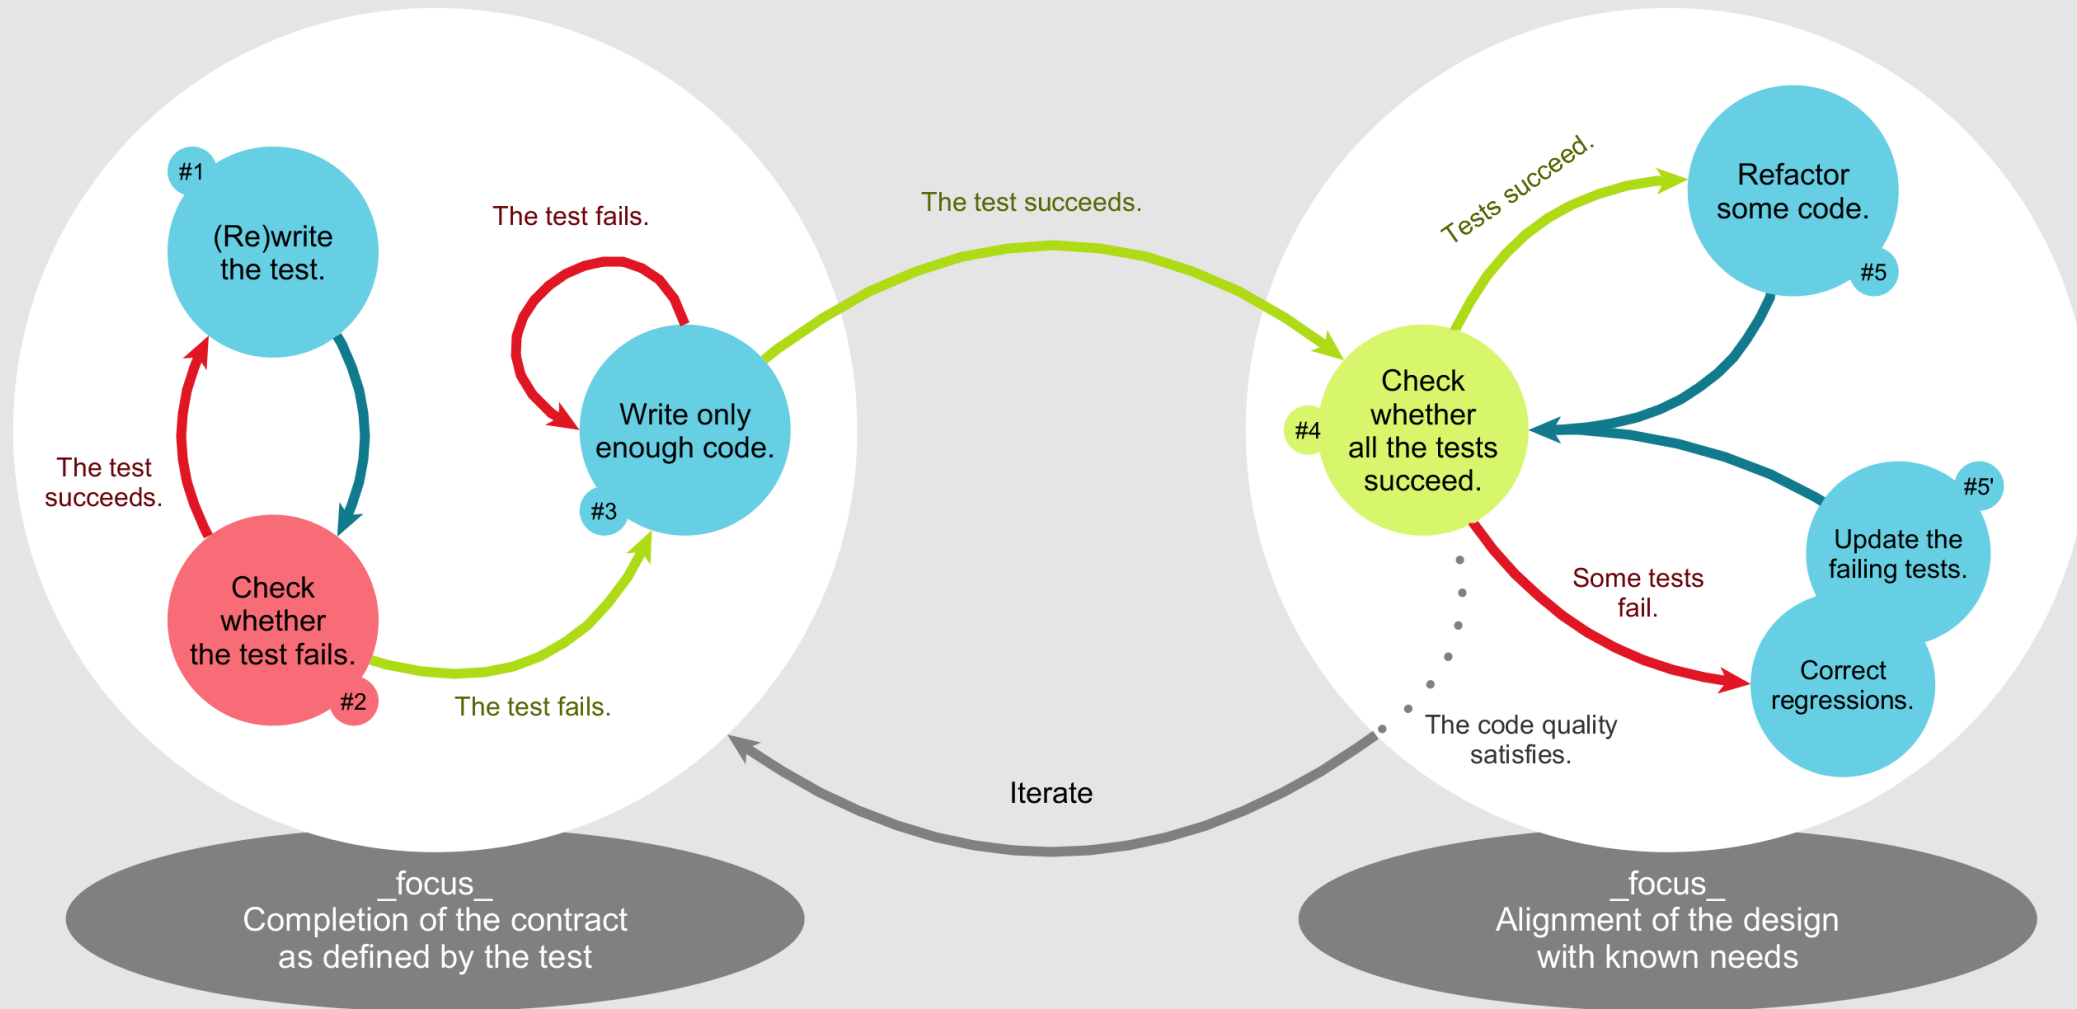 #1
(Re)write
the test.
The test
succeeds.
Check
whether
the test fails.
#2
The test fails.
The test fails.
Write only
enough code.
#3
The test succeeds.
#4
Check
whether
all the tests
succeed.
Tests succeed.
Refactor
some code.
#5
#5'
Update the
failing tests.
Some tests
fail.
Correct
regressions.
The code quality
satisfies.
Iterate
_focus_
Completion of the contract
as defined by the test
_focus_
Alignment of the design
with known needs